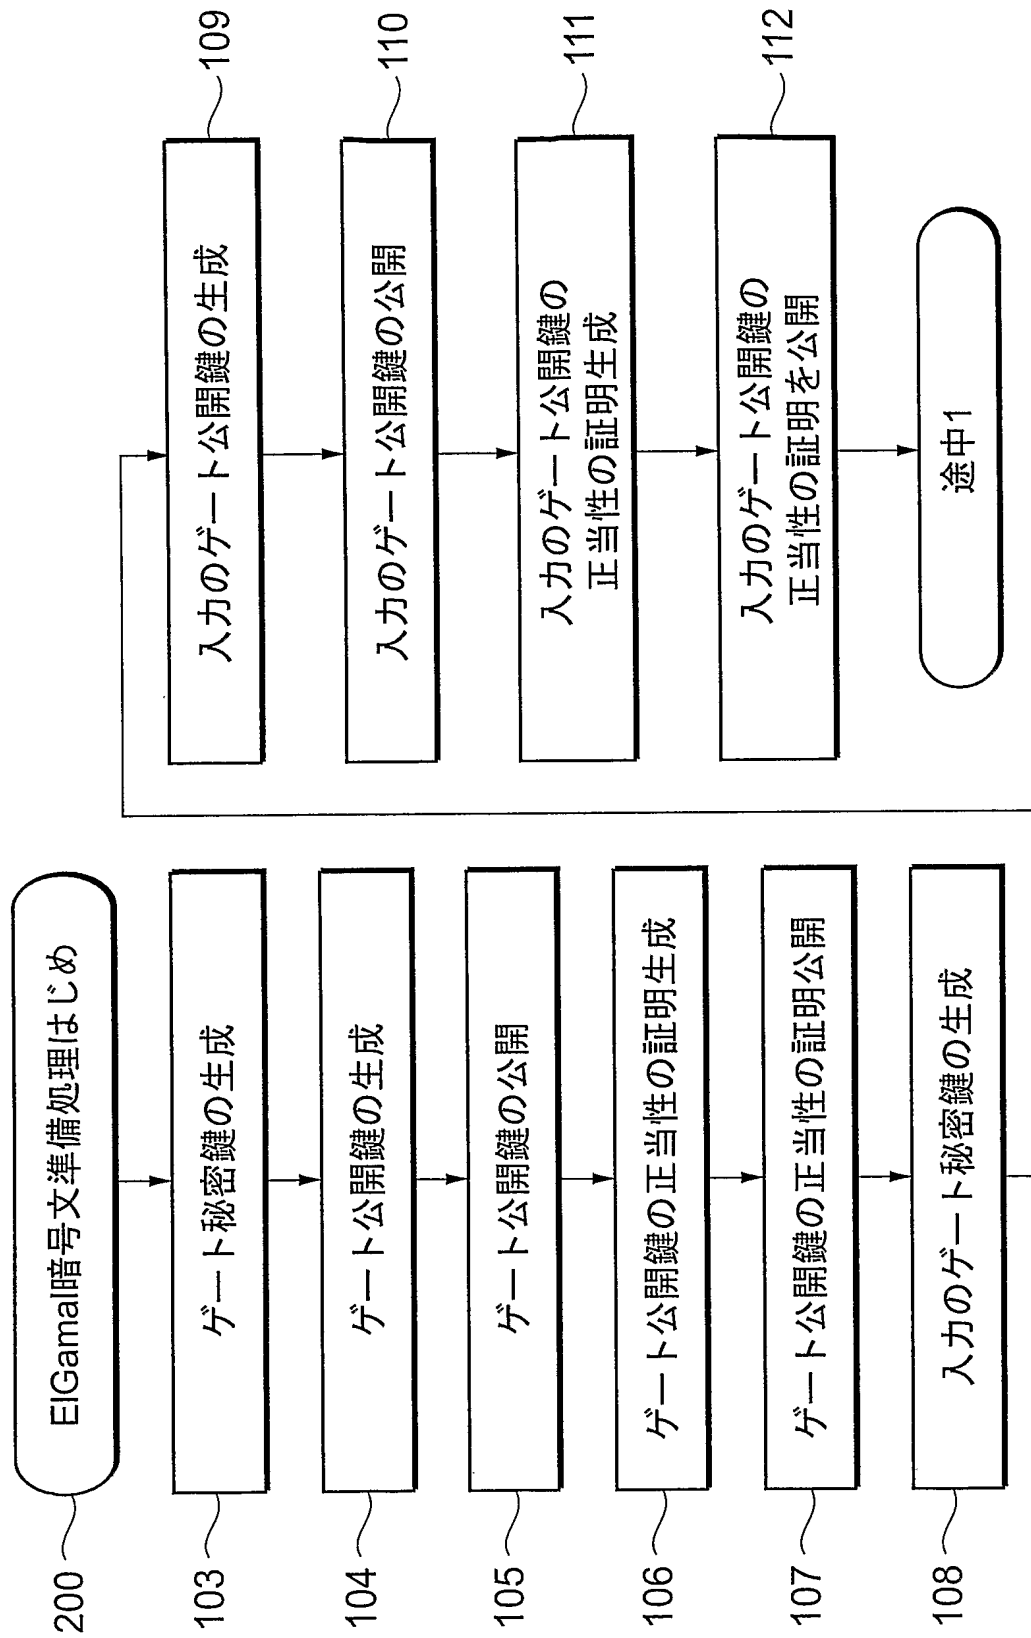 200
ElGamal暗号文準備処理はじめ
103
ゲート秘密鍵の生成
104
ゲート公開鍵の生成
105
ゲート公開鍵の公開
106
ゲート公開鍵の正当性の証明生成
107
ゲート公開鍵の正当性の証明公開
108
入力のゲート秘密鍵の生成
109
入力のゲート公開鍵の生成
110
入力のゲート公開鍵の公開
111
入力のゲート公開鍵の
正当性の証明生成
112
入力のゲート公開鍵の
正当性の証明を公開
途中1